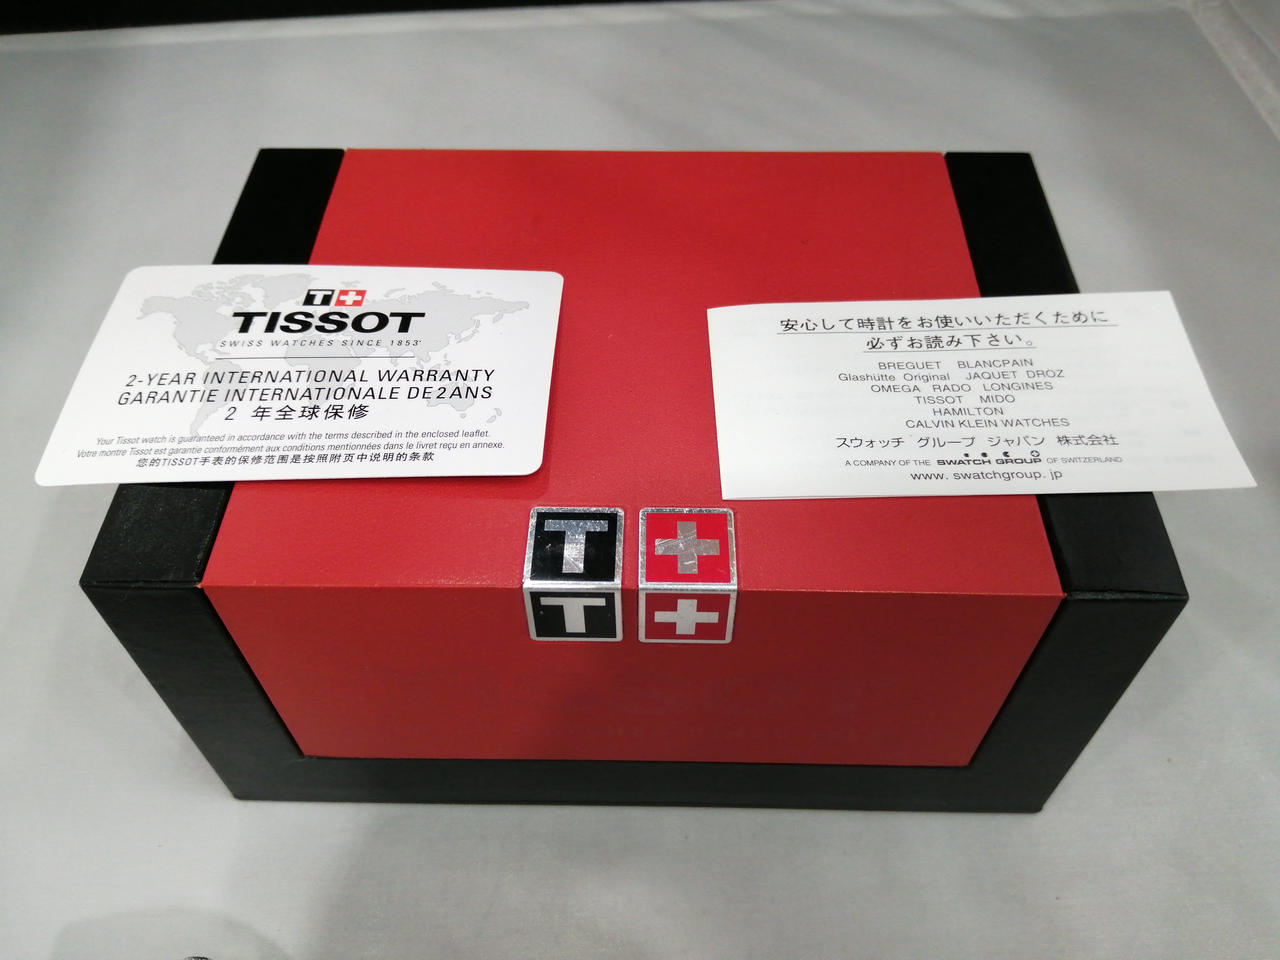 T
TISSOT
SWISS WATCHES SINCE 1853
2-YEAR INTERNATIONAL WARRANTY
GARANTIE INTERNATIONALE DE 2 ANS
2 年全球保修
Your Tissot watch is guaranteed in accordance with the terms described in the enclosed leaflet.
Votre montre Tissot est garantie conformément aux conditions mentionnées dans le livret reçu en annexe.
您的TISSOT手表的保修范围是按照附页中说明的条款
安心して時計をお使いいただくために
必ずお読み下さい。
BREGUET BLANCPAIN
Glashütte Original JAQUET DROZ
OMEGA RADO LONGINES
TISSOT MIDO
HAMILTON
CALVIN KLEIN WATCHES
スウォッチ グループ ジャパン 株式会社
A COMPANY OF THE SWATCH GROUP OF SWITZERLAND
www. swatchgroup. jp
T
T